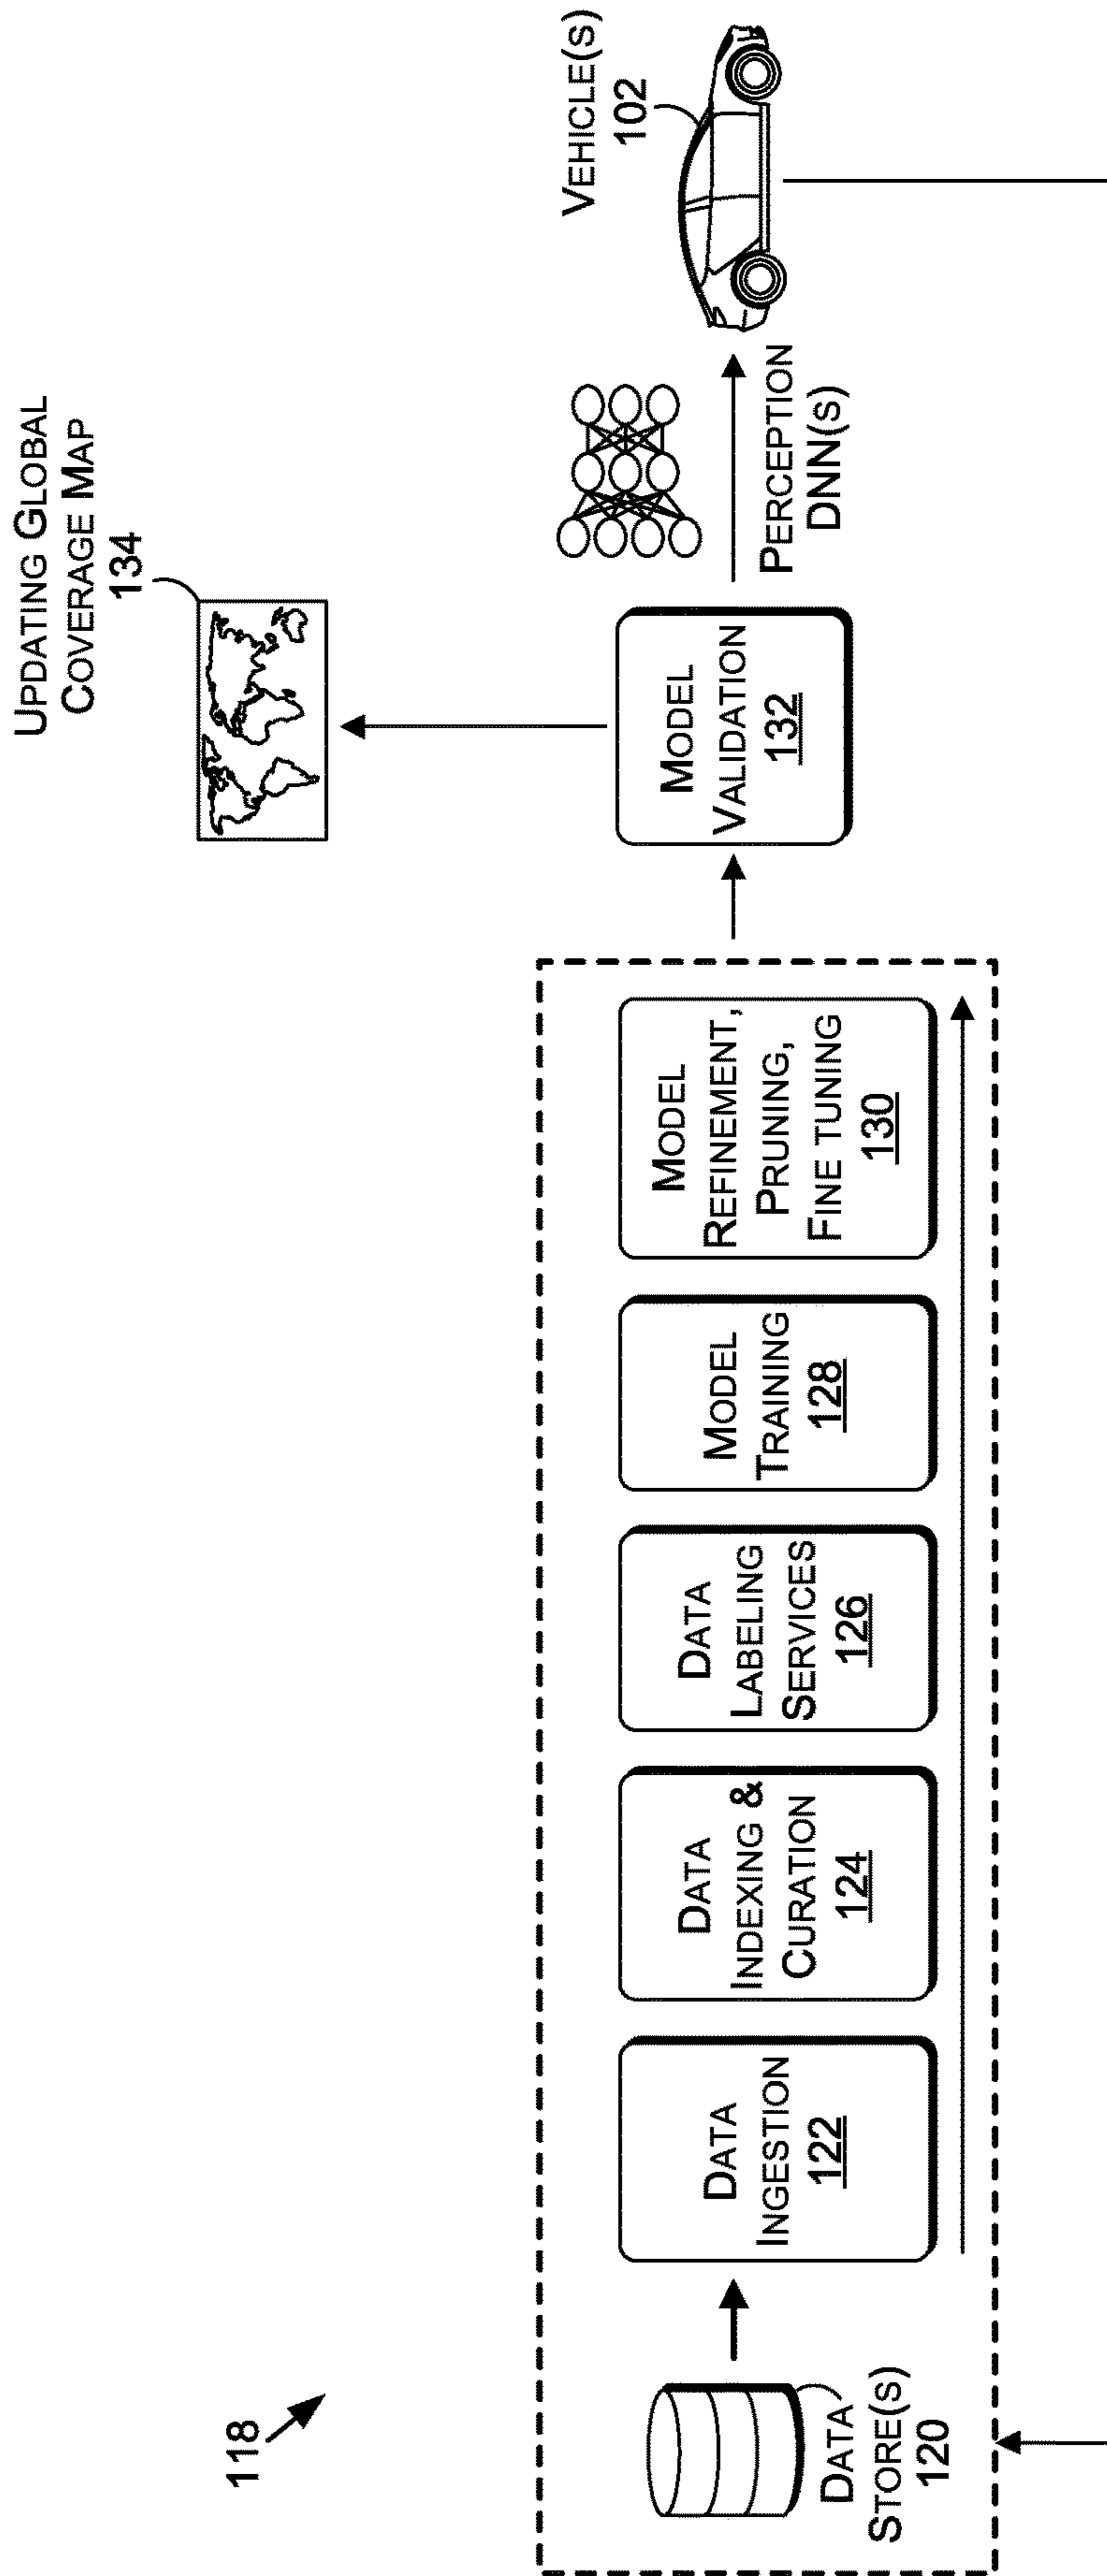 118
UPDATING GLOBAL
COVERAGE MAP
134
DATA
STORE(S)
120
DATA
INGESTION
122
DATA
INDEXING &
CURATION
124
DATA
LABELING
SERVICES
126
MODEL
TRAINING
128
MODEL
REFINEMENT,
PRUNING,
FINE TUNING
130
MODEL
VALIDATION
132
PERCEPTION
DNN(S)
VEHICLE(S)
102